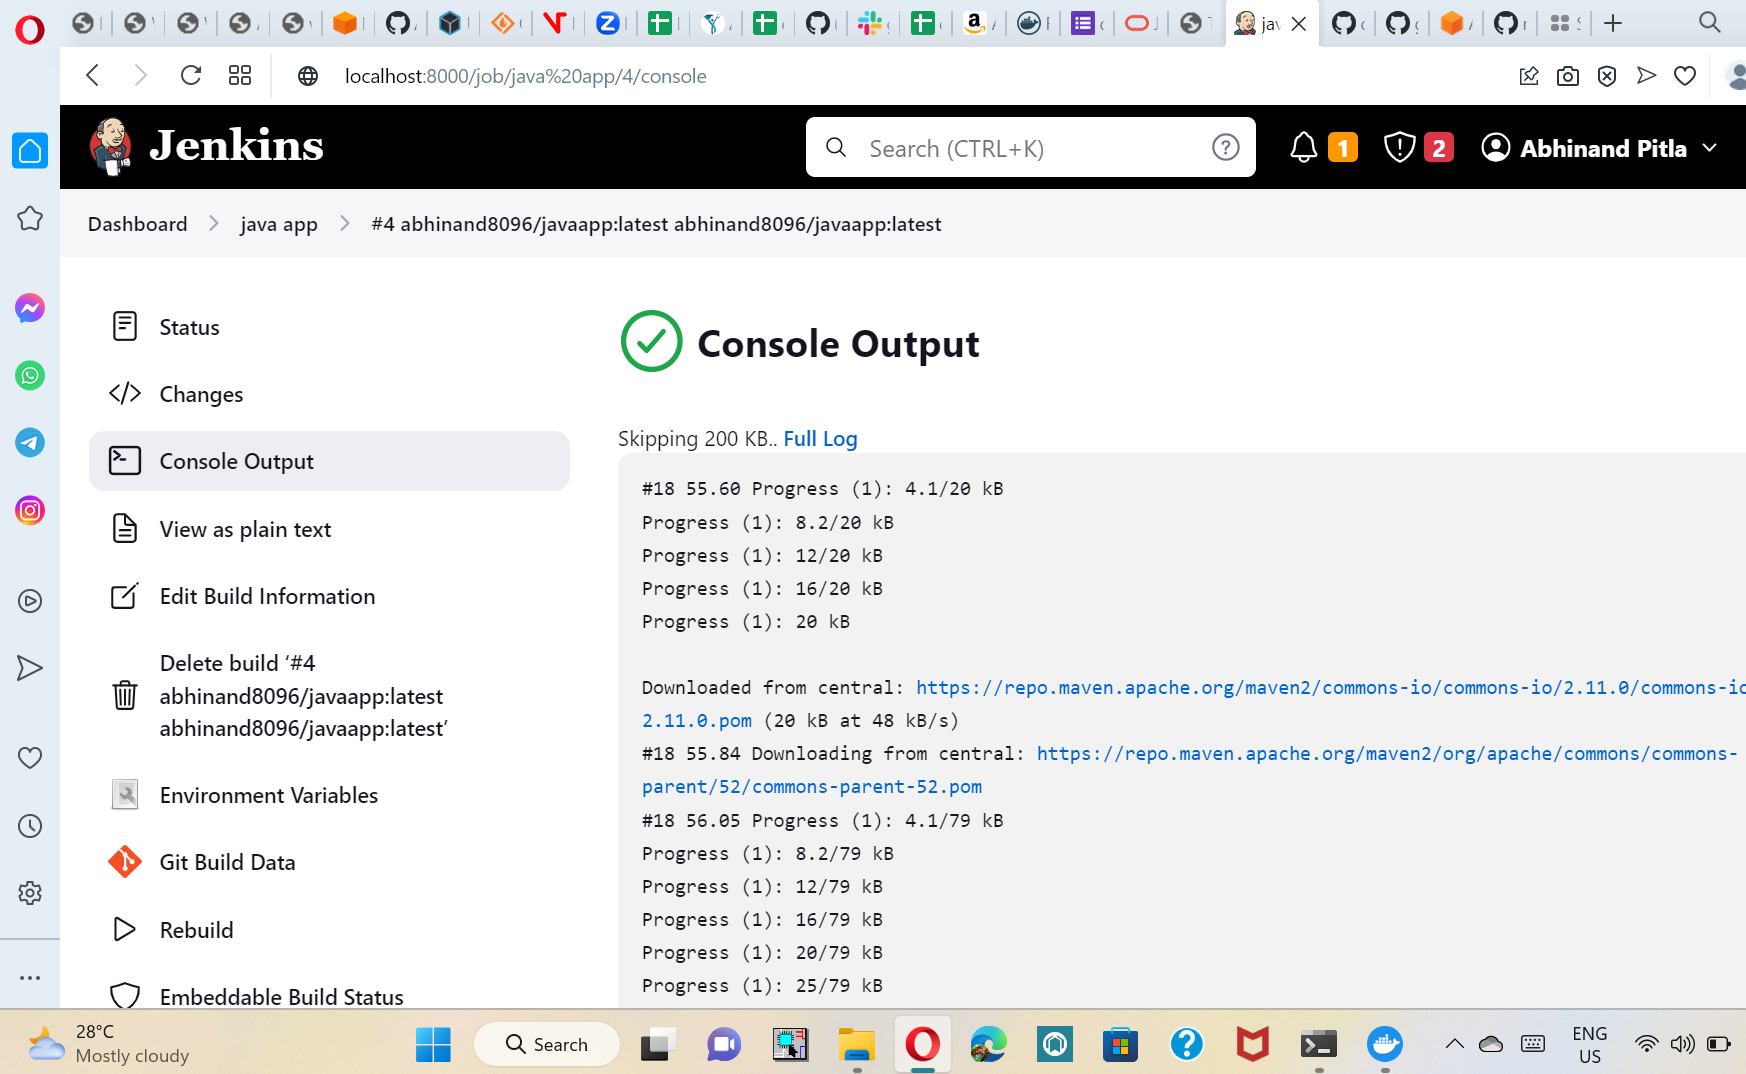 localhost:8000/job/java%20app/4/console
Jenkins
Search (CTRL+K)
1
2
Abhinand Pitla
Dashboard
java app
#4 abhinand8096/javaapp:latest abhinand8096/javaapp:latest
Status
Changes
Console Output
View as plain text
Edit Build Information
Delete build ‘#4
abhinand8096/javaapp:latest
abhinand8096/javaapp:latest’
Environment Variables
Git Build Data
Rebuild
Embeddable Build Status
Console Output
Skipping 200 KB.. Full Log
#18 55.60 Progress (1): 4.1/20 kB
Progress (1): 8.2/20 kB
Progress (1): 12/20 kB
Progress (1): 16/20 kB
Progress (1): 20 kB
Downloaded from central: https://repo.maven.apache.org/maven2/commons-io/commons-io/2.11.0/commons-io
2.11.0.pom (20 kB at 48 kB/s)
#18 55.84 Downloading from central: https://repo.maven.apache.org/maven2/org/apache/commons/commons-
parent/52/commons-parent-52.pom
#18 56.05 Progress (1): 4.1/79 kB
Progress (1): 8.2/79 kB
Progress (1): 12/79 kB
Progress (1): 16/79 kB
Progress (1): 20/79 kB
Progress (1): 25/79 kB
28°C
Mostly cloudy
Search
ENG
US